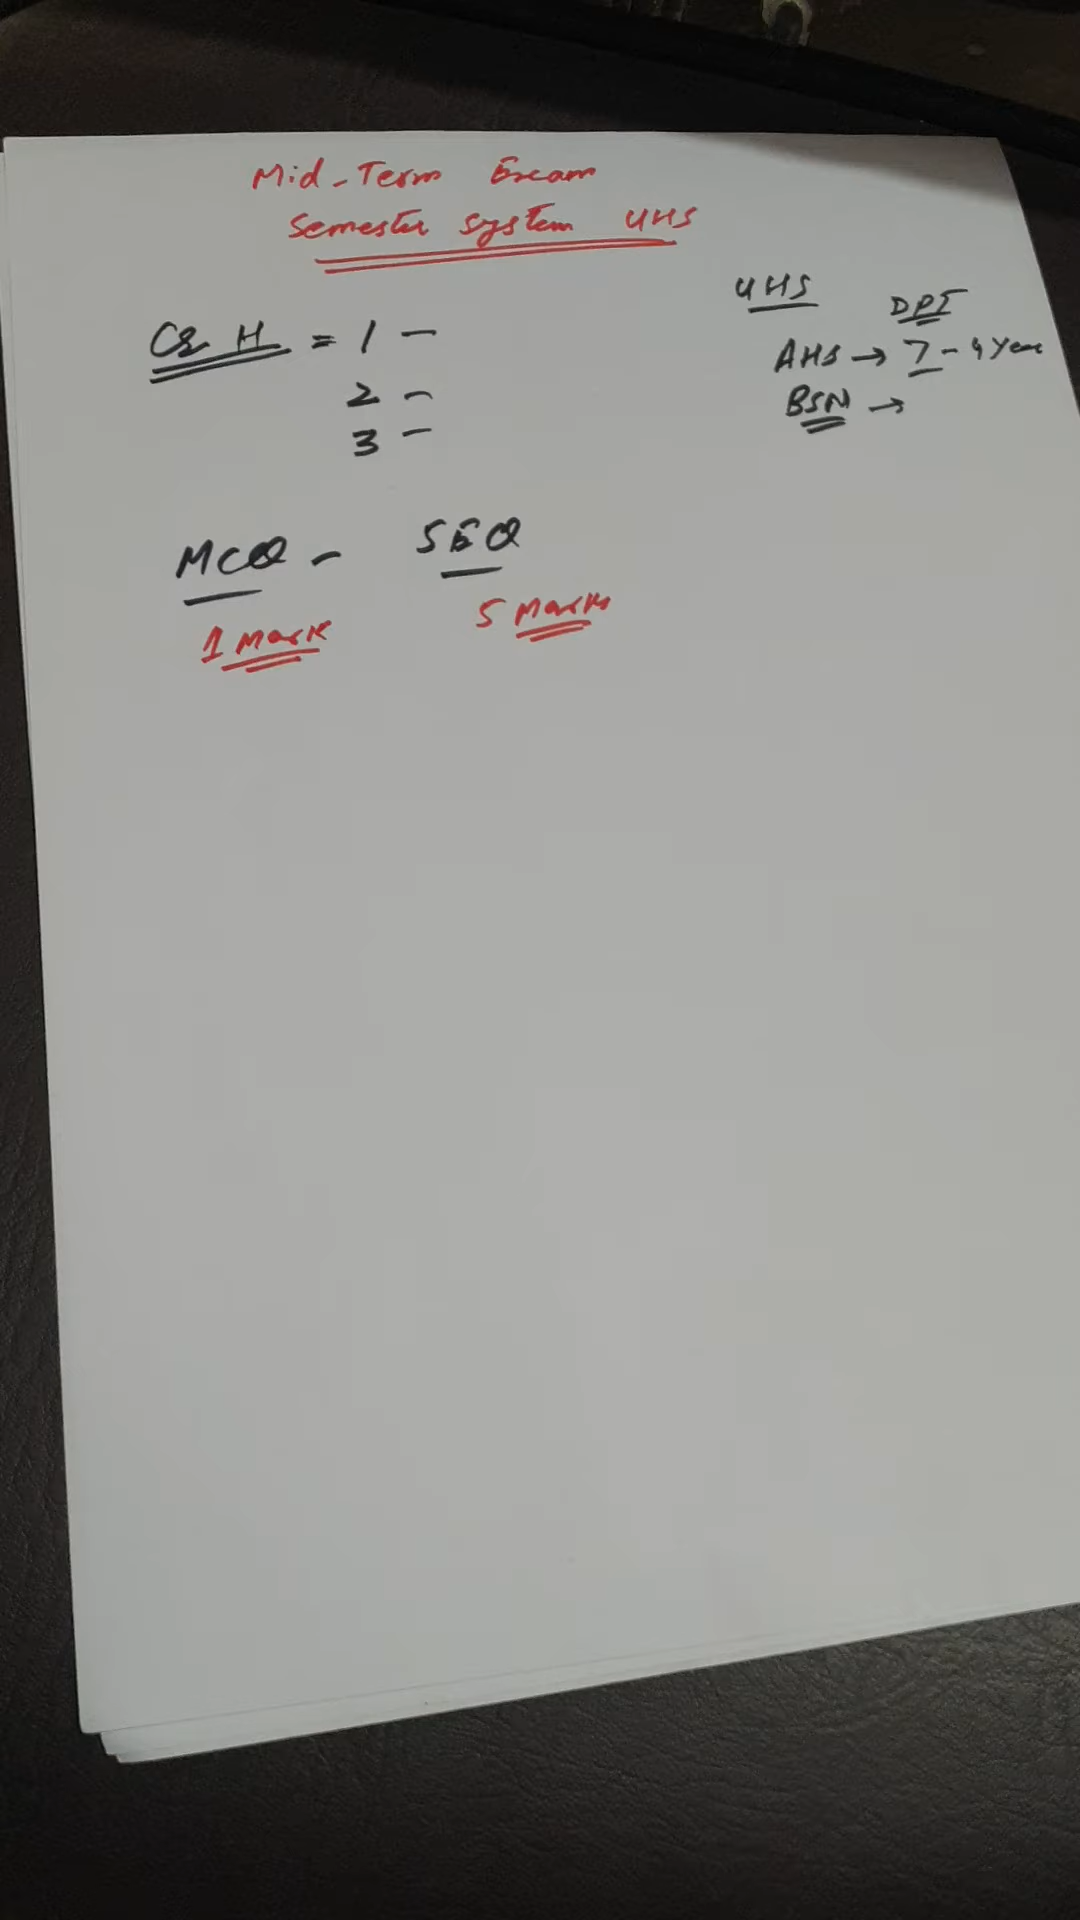 Mid-Term Exam
Semester system UHS
UHS DPT
Cr H = 1 -
AHS → 7 - 4 Year
2 -
BSN →
3 -
MCQ - SEQ
1 Mark 5 Marks